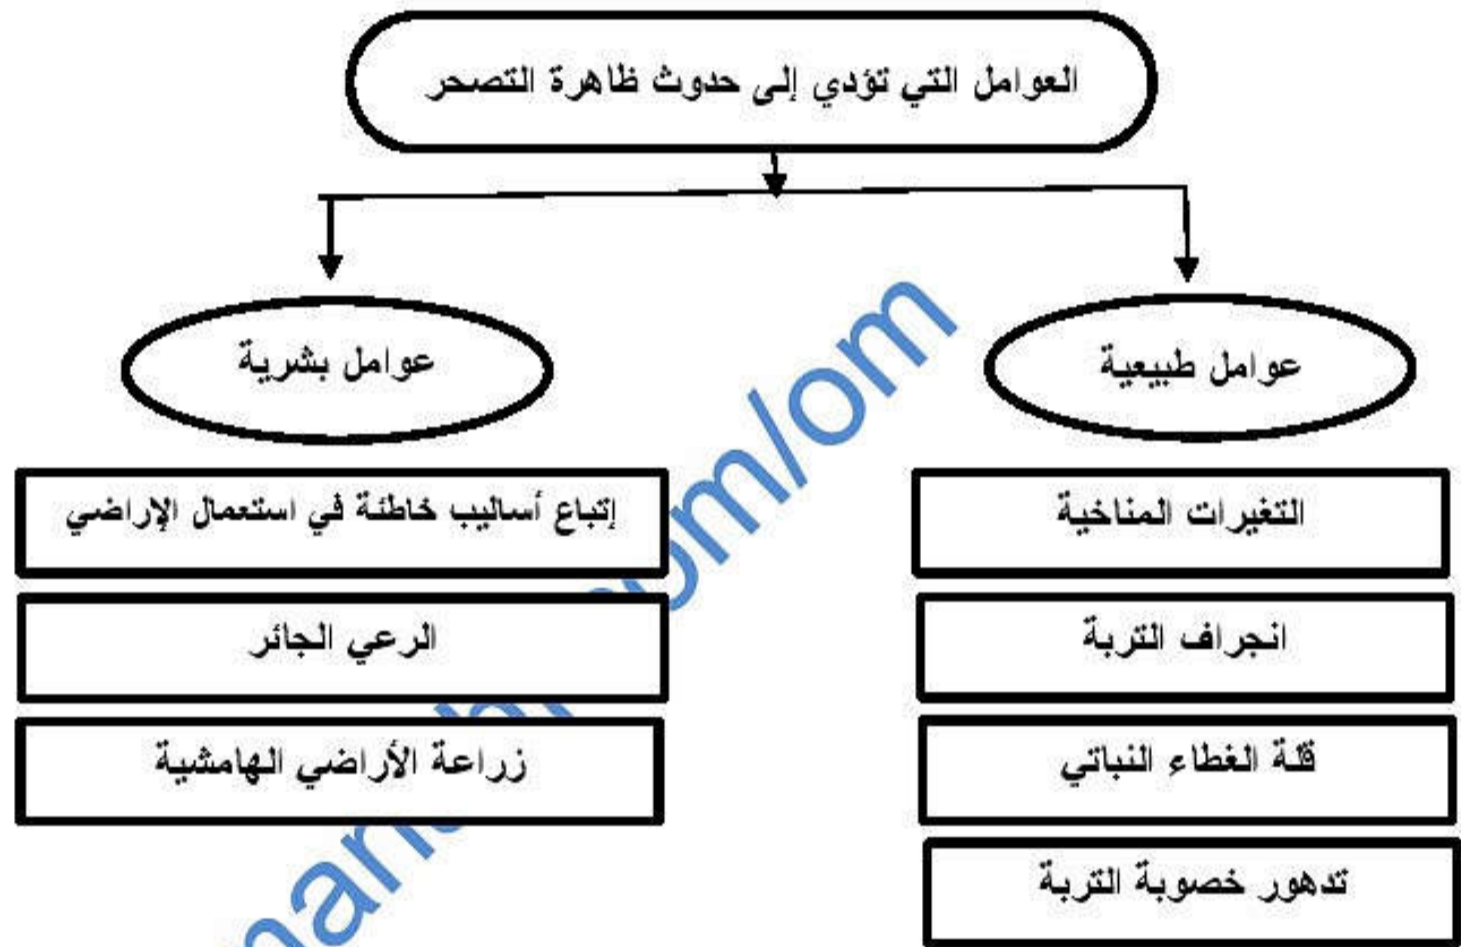 العوامل التي تؤدي إلى حدوث ظاهرة التصحر
عوامل طبيعية
التغيرات المناخية
انجراف التربة
قلة الغطاء النباتي
تدهور خصوبة التربة
عوامل بشرية
إتباع أساليب خاطئة في استعمال الإراضي
الرعي الجائر
زراعة الأراضي الهامشية
om/om